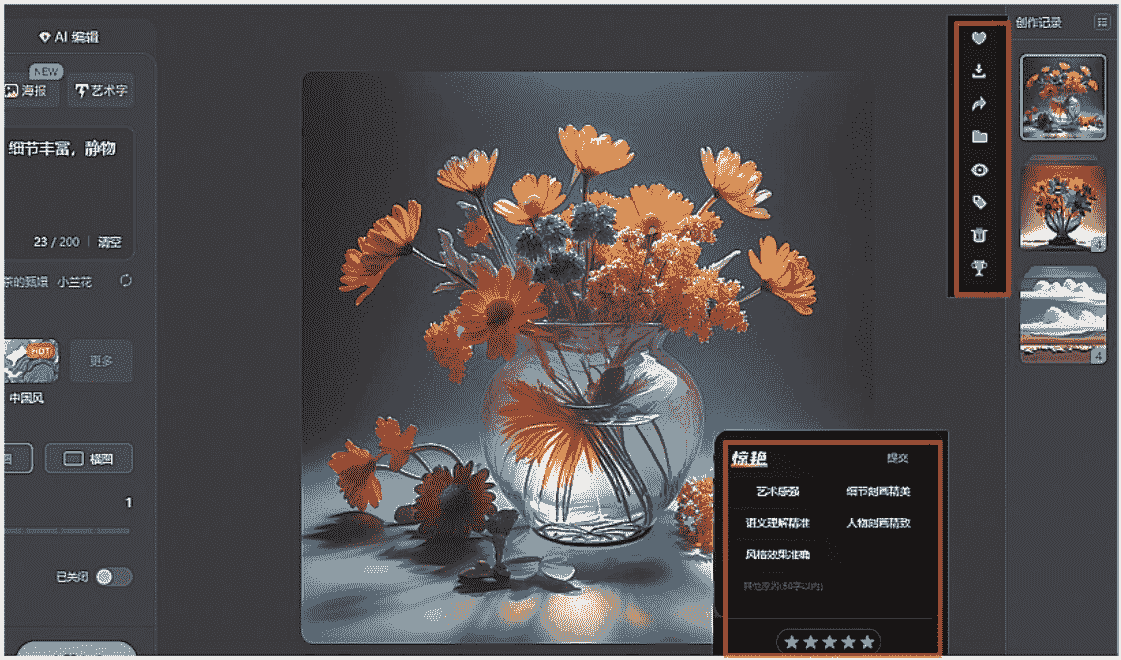 AI 编辑
NEW
海报
艺术字
细节丰富，静物
23 / 200
清空
小兰花
HOT
更多
中国风
横图
1
已关闭
创作记录
4
惊艳
提交
艺术感强
细节刻画精美
语义理解精准
人物刻画精致
风格效果准确
其他原因(50字以内)